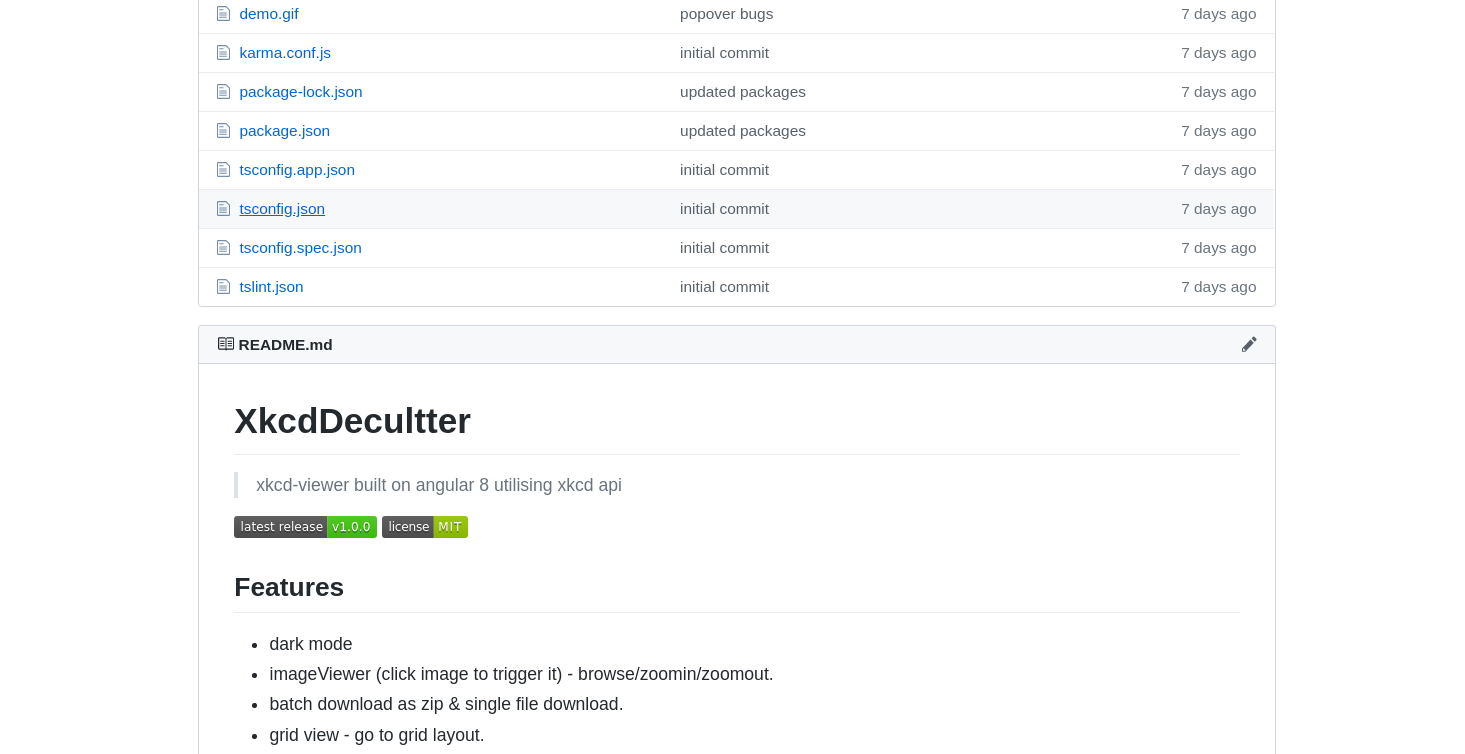 demo.gif popover bugs 7 days ago
karma.conf.js initial commit 7 days ago
package-lock.json updated packages 7 days ago
package.json updated packages 7 days ago
tsconfig.app.json initial commit 7 days ago
tsconfig.json initial commit 7 days ago
tsconfig.spec.json initial commit 7 days ago
tslint.json initial commit 7 days ago
README.md
XkcdDecultter
xkcd-viewer built on angular 8 utilising xkcd api
latest release v1.0.0 license MIT
Features
• dark mode
• imageViewer (click image to trigger it) - browse/zoomin/zoomout.
• batch download as zip & single file download.
• grid view - go to grid layout.